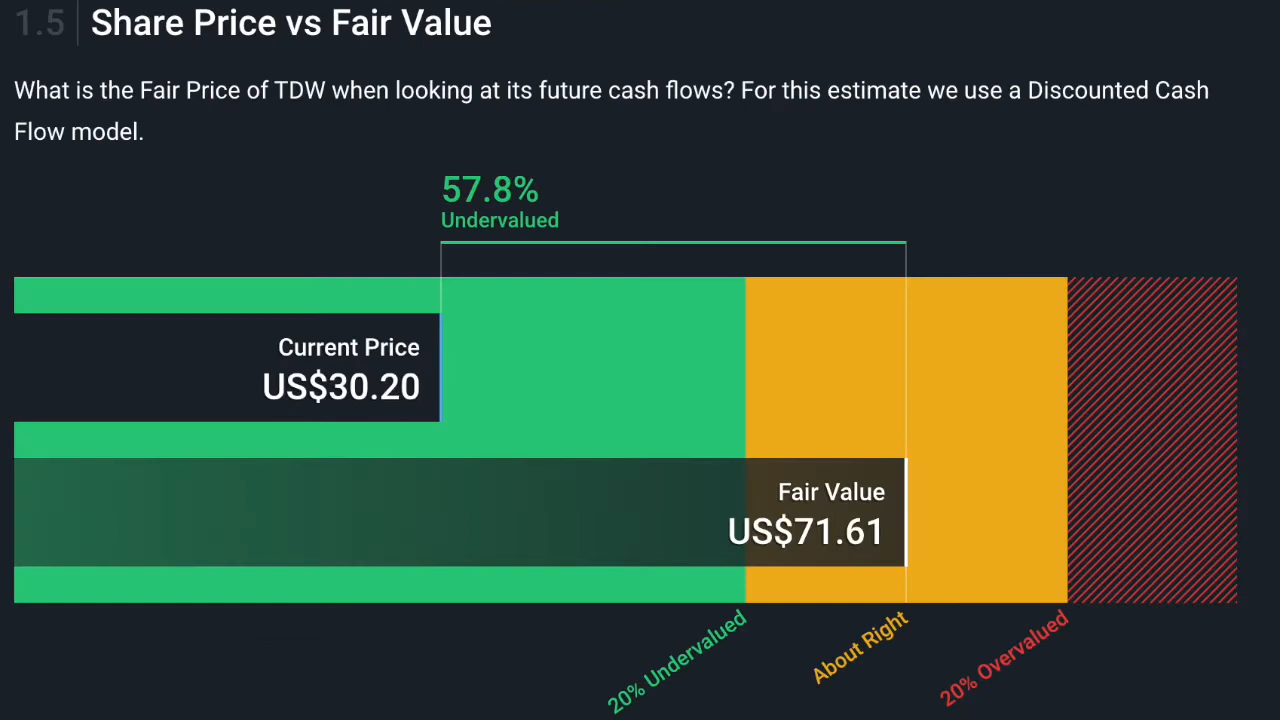 1.5 Share Price vs Fair Value
What is the Fair Price of TDW when looking at its future cash flows? For this estimate we use a Discounted Cash
Flow model.
57.8%
Undervalued
Current Price
US$30.20
Fair Value
US$71.61
20% Undervalued
About Right
20% Overvalued